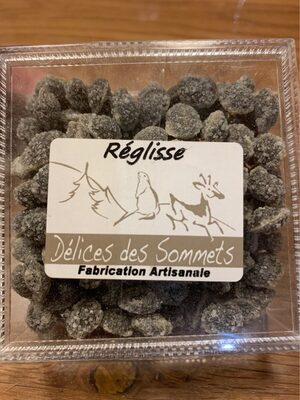 Réglisse
Délices des Sommets
Fabrication Artisanale